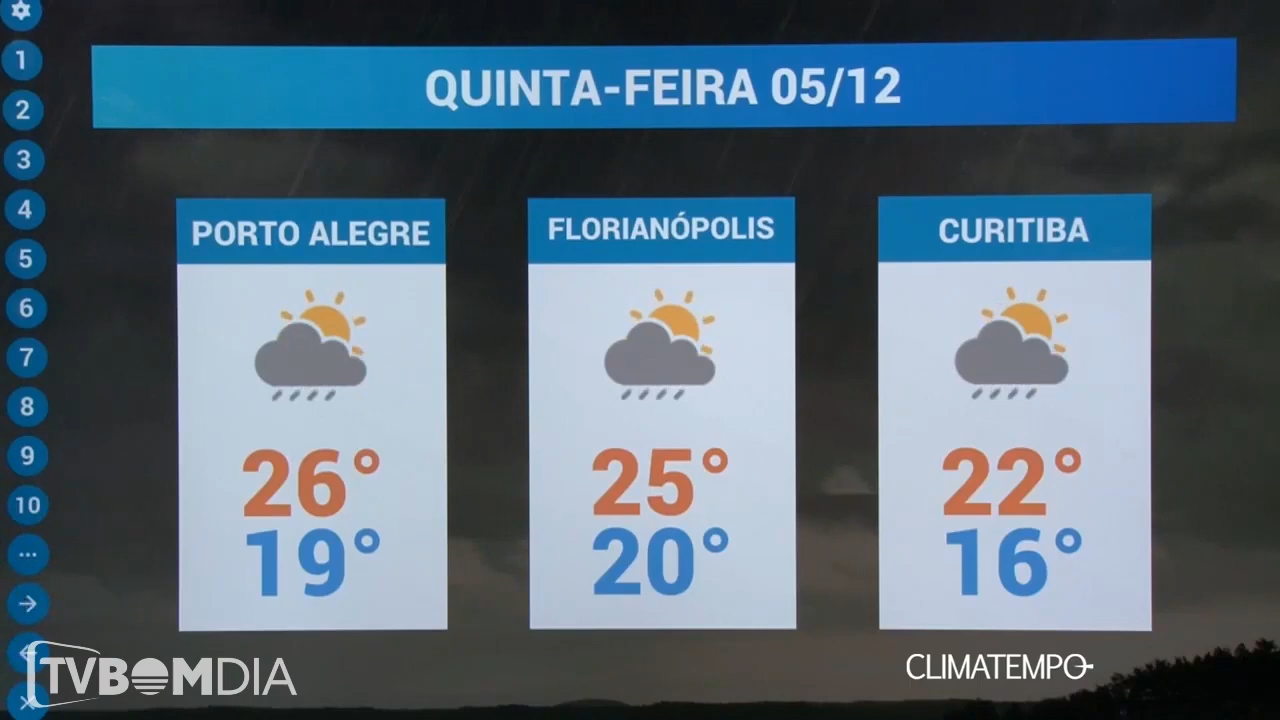 QUINTA-FEIRA 05/12
1
2
3
4
5
6
7
8
9
10
...
PORTO ALEGRE
26°
19°
FLORIANÓPOLIS
25°
20°
CURITIBA
22°
16°
TVBOMDIA
CLIMATEMPO